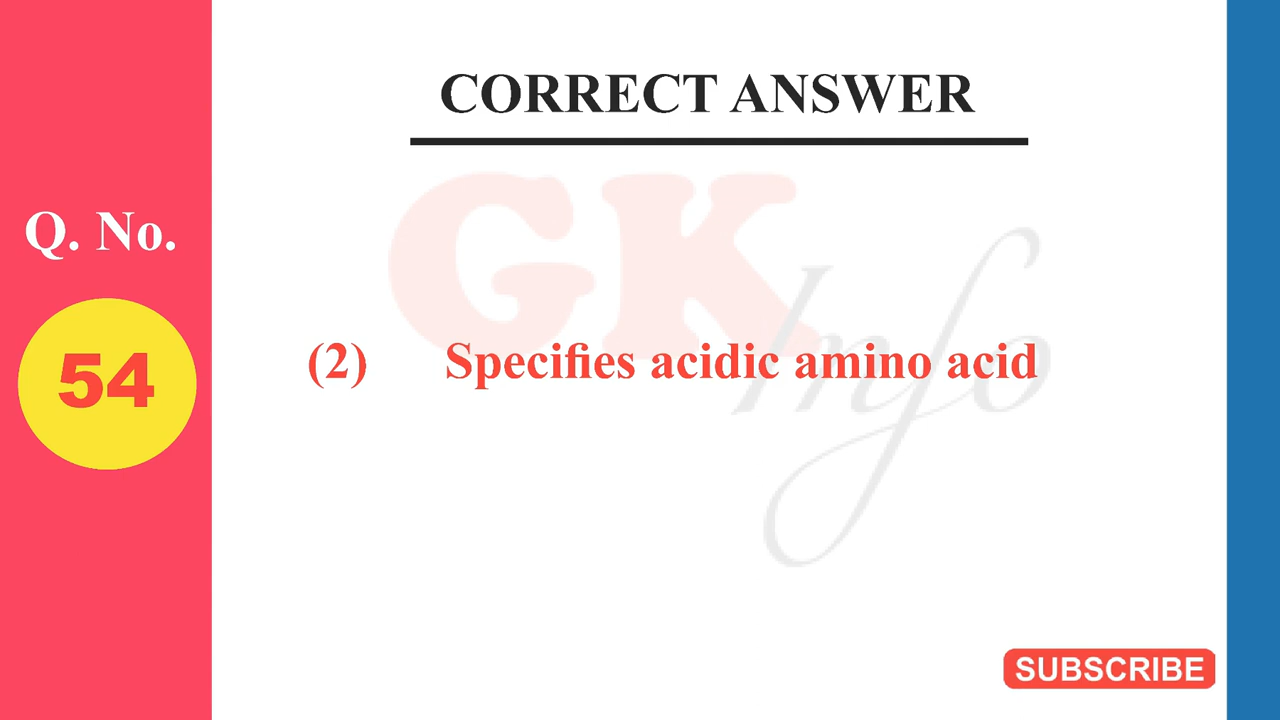 CORRECT ANSWER
GK
Info
Q. No.
54
(2) Specifies acidic amino acid
SUBSCRIBE